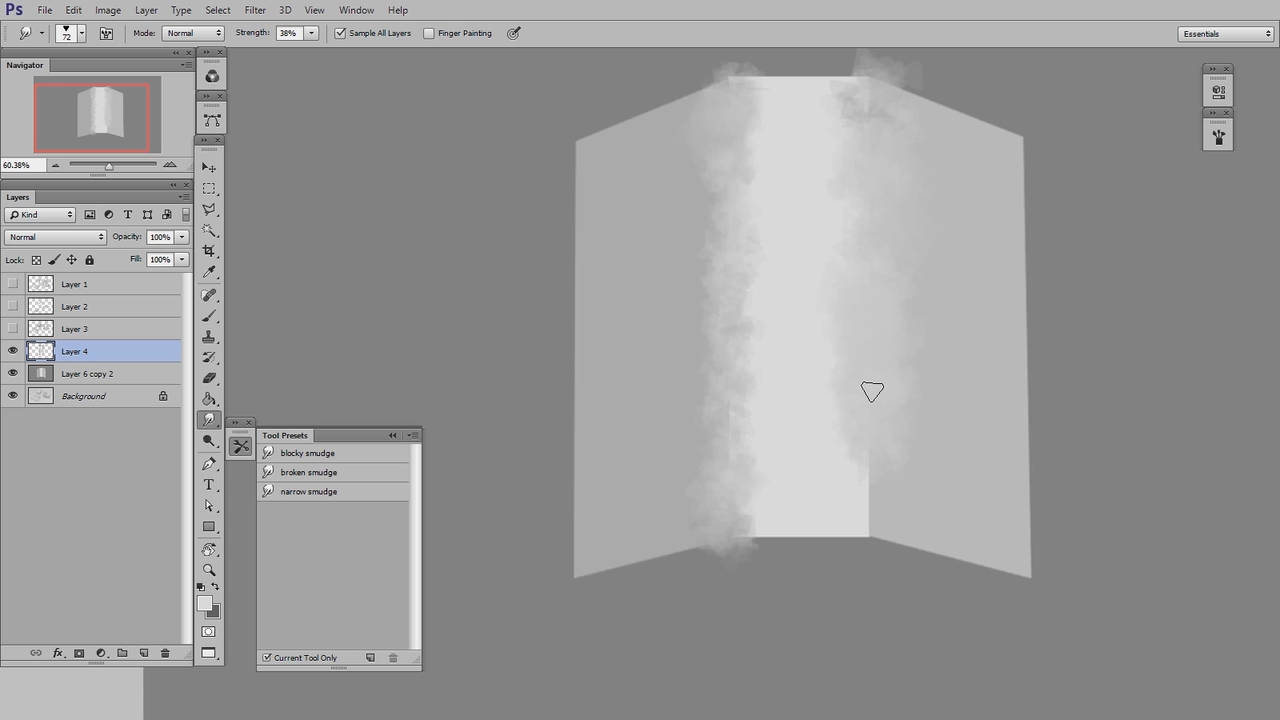 Ps File Edit Image Layer Type Select Filter 3D View Window Help
72 Mode: Normal Strength: 38% Sample All Layers Finger Painting Essentials
Navigator
60.38%
Layers
Kind
Normal Opacity: 100%
Lock: Fill: 100%
Layer 1
Layer 2
Layer 3
Layer 4
Layer 6 copy 2
Background
Tool Presets
blocky smudge
broken smudge
narrow smudge
Current Tool Only